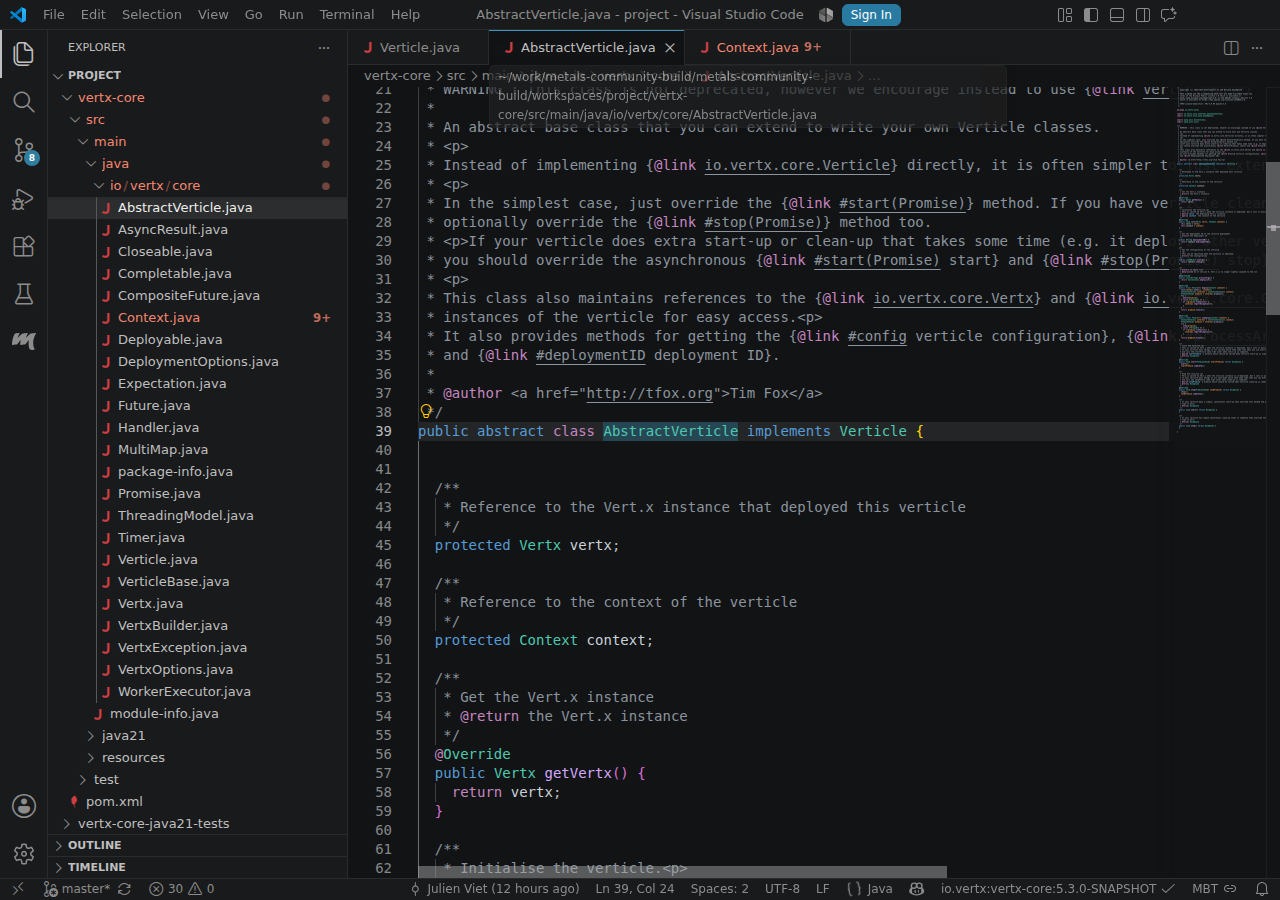 File Edit Selection View Go Run Terminal Help
AbstractVerticle.java - project - Visual Studio Code
Sign In
EXPLORER
PROJECT
vertx-core
src
main
java
io/vertx/core
AbstractVerticle.java
AsyncResult.java
Closeable.java
Completable.java
CompositeFuture.java
Context.java 9+
Deployable.java
DeploymentOptions.java
Expectation.java
Future.java
Handler.java
MultiMap.java
package-info.java
Promise.java
ThreadingModel.java
Timer.java
Verticle.java
VerticleBase.java
Vertx.java
VertxBuilder.java
VertxException.java
VertxOptions.java
WorkerExecutor.java
module-info.java
java21
resources
test
pom.xml
vertx-core-java21-tests
OUTLINE
TIMELINE
8
Verticle.java
AbstractVerticle.java
Context.java 9+
vertx-core > src >
~/work/metals-community-build/metals-community-
build/workspaces/project/vertx-
core/src/main/java/io/vertx/core/AbstractVerticle.java
21 * WARNING : this class is not deprecated, however we encourage instead to use {@link Ver
22 *
23 * An abstract base class that you can extend to write your own Verticle classes.
24 * <p>
25 * Instead of implementing {@link io.vertx.core.Verticle} directly, it is often simpler t
26 * <p>
27 * In the simplest case, just override the {@link #start(Promise)} method. If you have ver
28 * optionally override the {@link #stop(Promise)} method too.
29 * <p>If your verticle does extra start-up or clean-up that takes some time (e.g. it depl
30 * you should override the asynchronous {@link #start(Promise) start} and {@link #stop(Pr
31 * <p>
32 * This class also maintains references to the {@link io.vertx.core.Vertx} and {@link io.
33 * instances of the verticle for easy access.<p>
34 * It also provides methods for getting the {@link #config verticle configuration}, {@link
35 * and {@link #deploymentID deployment ID}.
36 *
37 * @author <a href="http://tfox.org">Tim Fox</a>
38 */
39 public abstract class AbstractVerticle implements Verticle {
40
41
42 /**
43 * Reference to the Vert.x instance that deployed this verticle
44 */
45 protected Vertx vertx;
46
47 /**
48 * Reference to the context of the verticle
49 */
50 protected Context context;
51
52 /**
53 * Get the Vert.x instance
54 * @return the Vert.x instance
55 */
56 @Override
57 public Vertx getVertx() {
58 return vertx;
59 }
60
61 /**
62 * Initialise the verticle.<p>
master* 30 0
Julien Viet (12 hours ago) Ln 39, Col 24 Spaces: 2 UTF-8 LF Java io.vertx:vertx-core:5.3.0-SNAPSHOT MBT